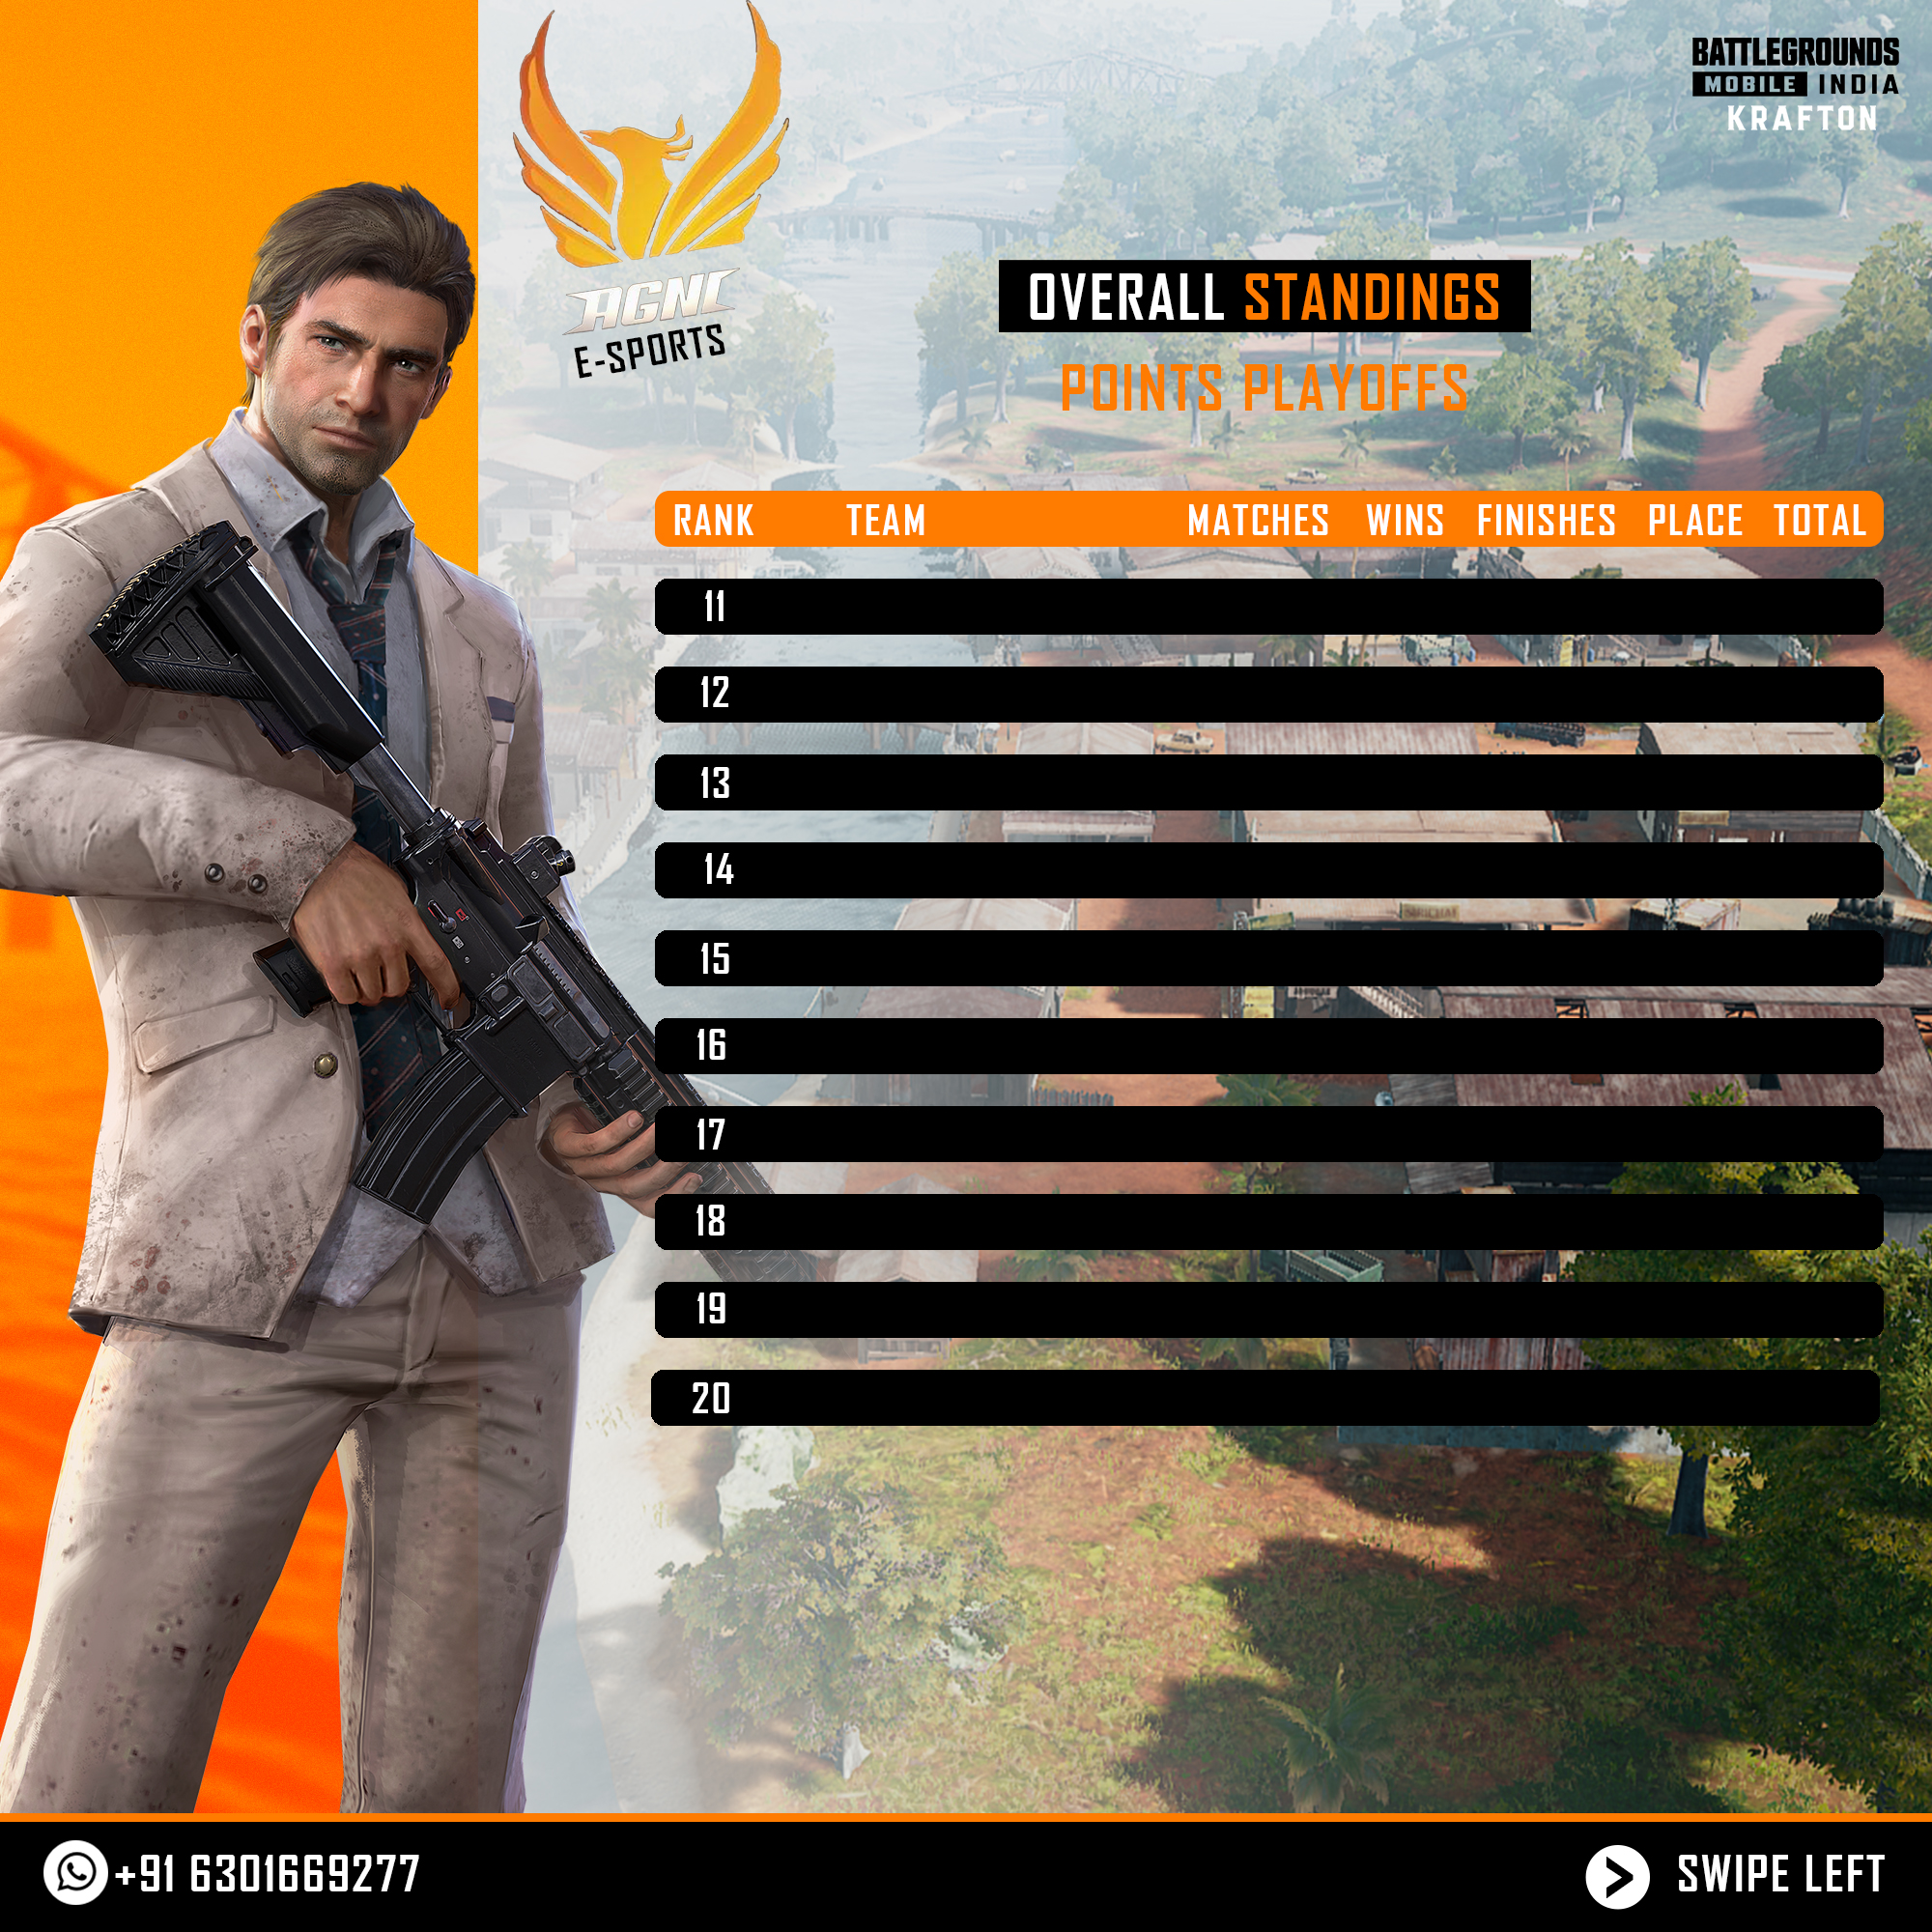 BATTLEGROUNDS
MOBILE INDIA
KRAFTON
AGNI
E-SPORTS
OVERALL STANDINGS
POINTS PLAYOFFS
RANK TEAM MATCHES WINS FINISHES PLACE TOTAL
11
12
13
14
15
16
17
18
19
20
+91 6301669277
SWIPE LEFT